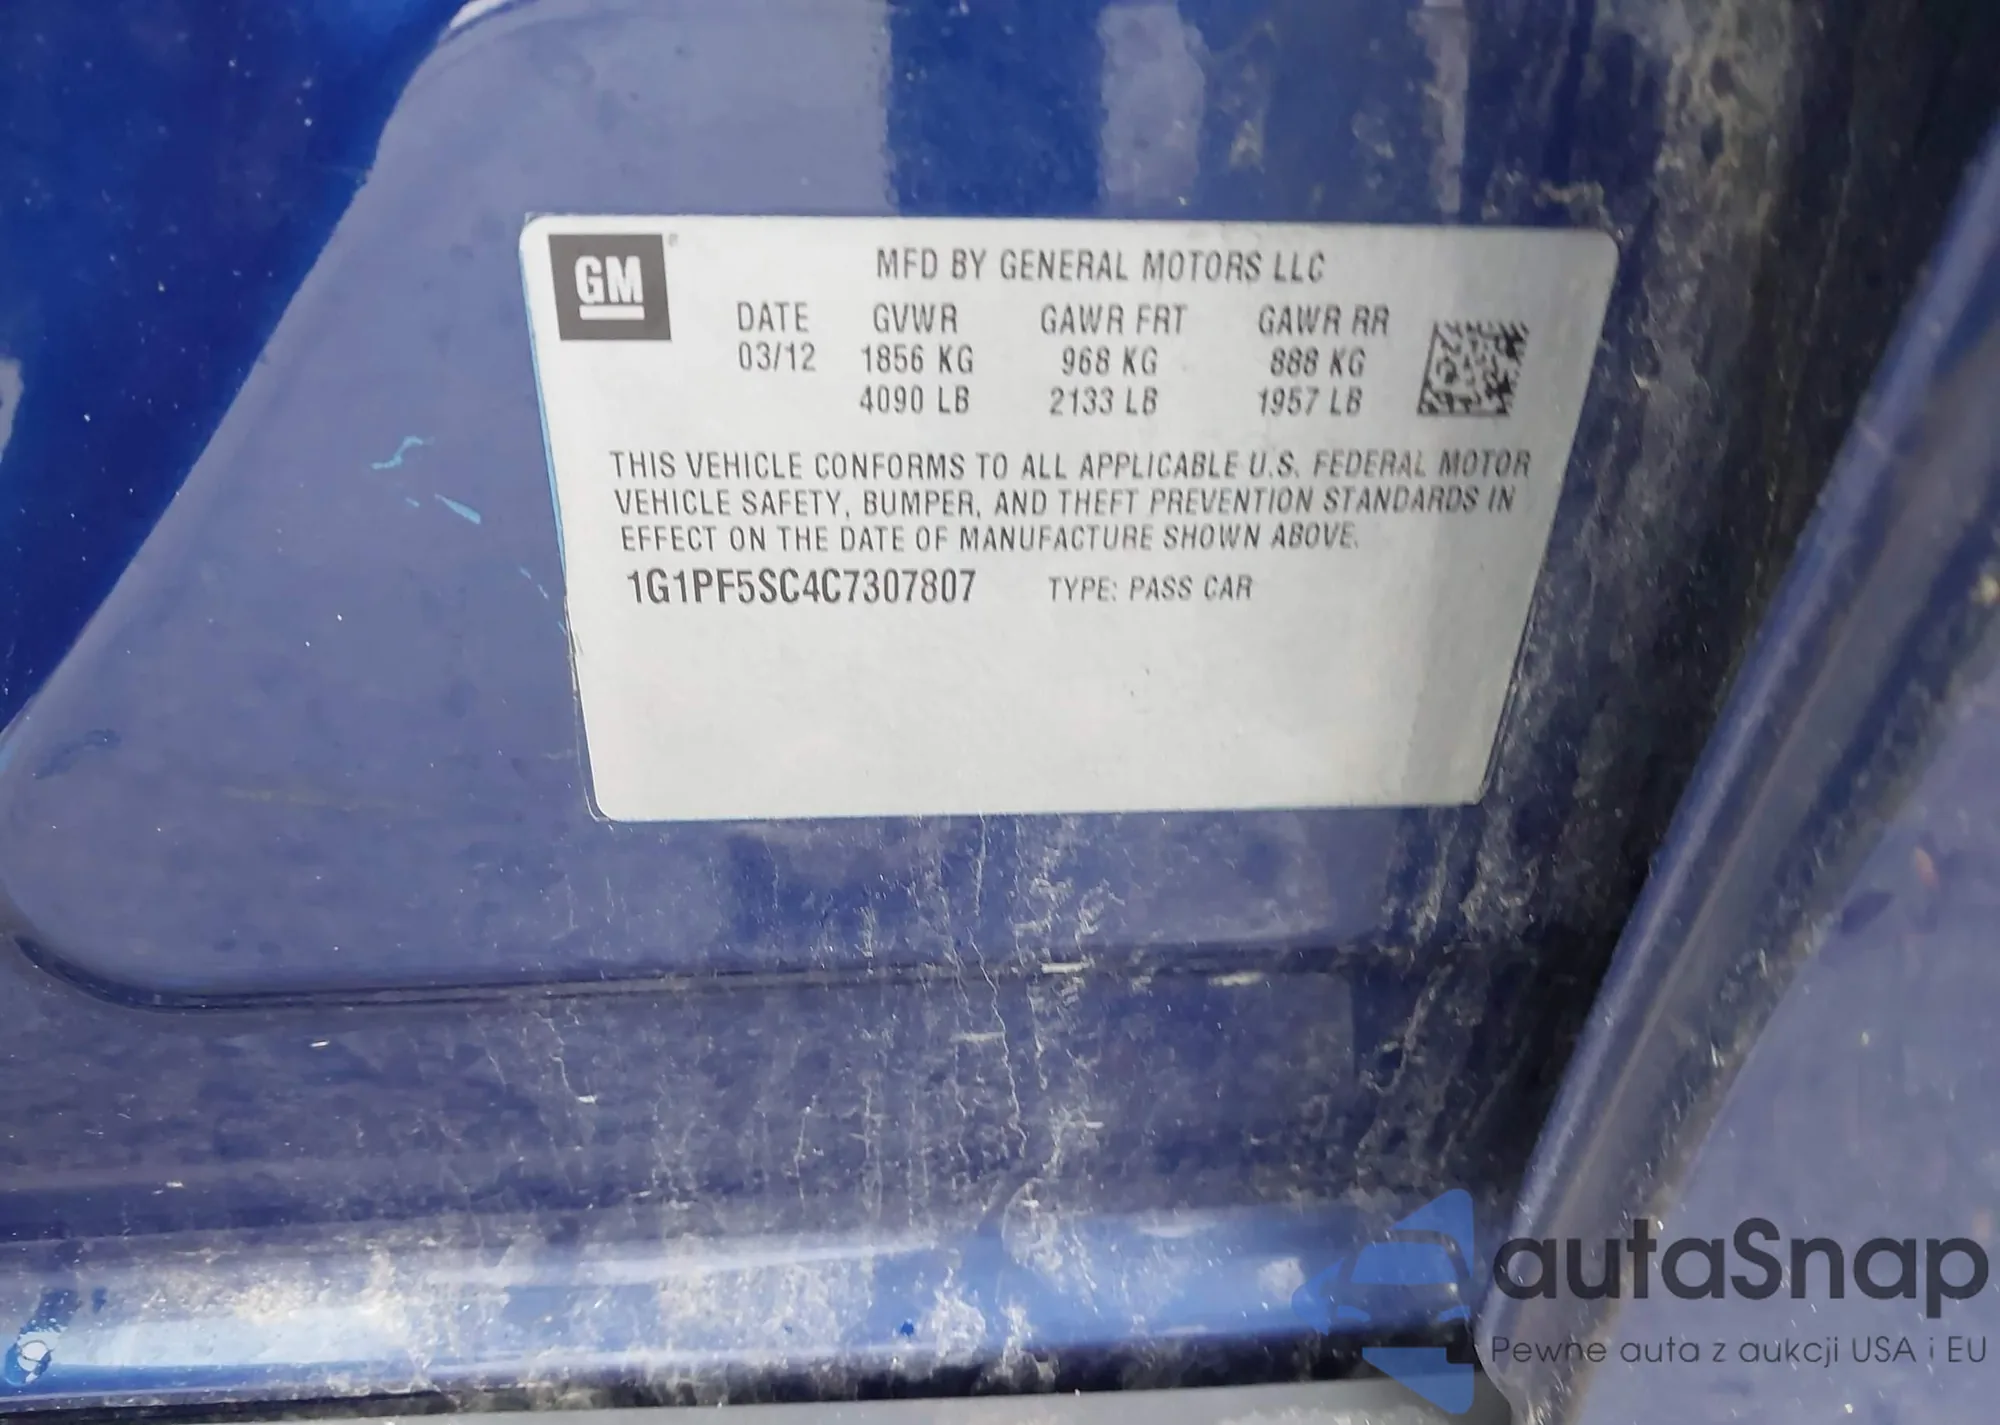 GM
MFD BY GENERAL MOTORS LLC
DATE GVWR GAWR FRT GAWR RR
03/12 1856 KG 968 KG 888 KG
4090 LB 2133 LB 1957 LB
THIS VEHICLE CONFORMS TO ALL APPLICABLE U.S. FEDERAL MOTOR
VEHICLE SAFETY, BUMPER, AND THEFT PREVENTION STANDARDS IN
EFFECT ON THE DATE OF MANUFACTURE SHOWN ABOVE.
1G1PF5SC4C7307807 TYPE: PASS CAR
autaSnap
Pewne auta z aukcji USA i EU